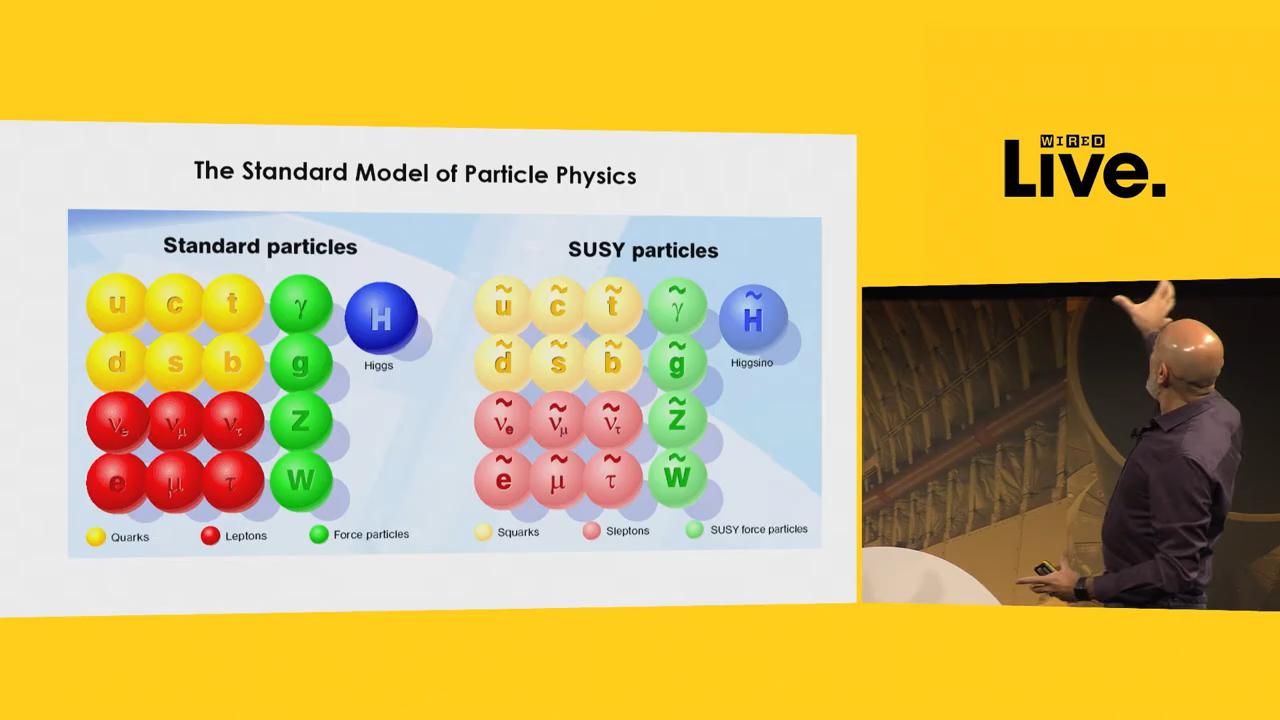 The Standard Model of Particle Physics
Standard particles
u c t γ H
Higgs
d s b g
νe νμ ντ Z
e μ τ W
Quarks Leptons Force particles
SUSY particles
ũ c̃ t̃ γ̃ H̃
Higgsino
d̃ s̃ b̃ g̃
ν̃e ν̃μ ν̃τ Z̃
ẽ μ̃ τ̃ W̃
Squarks Sleptons SUSY force particles
WIRED
Live.